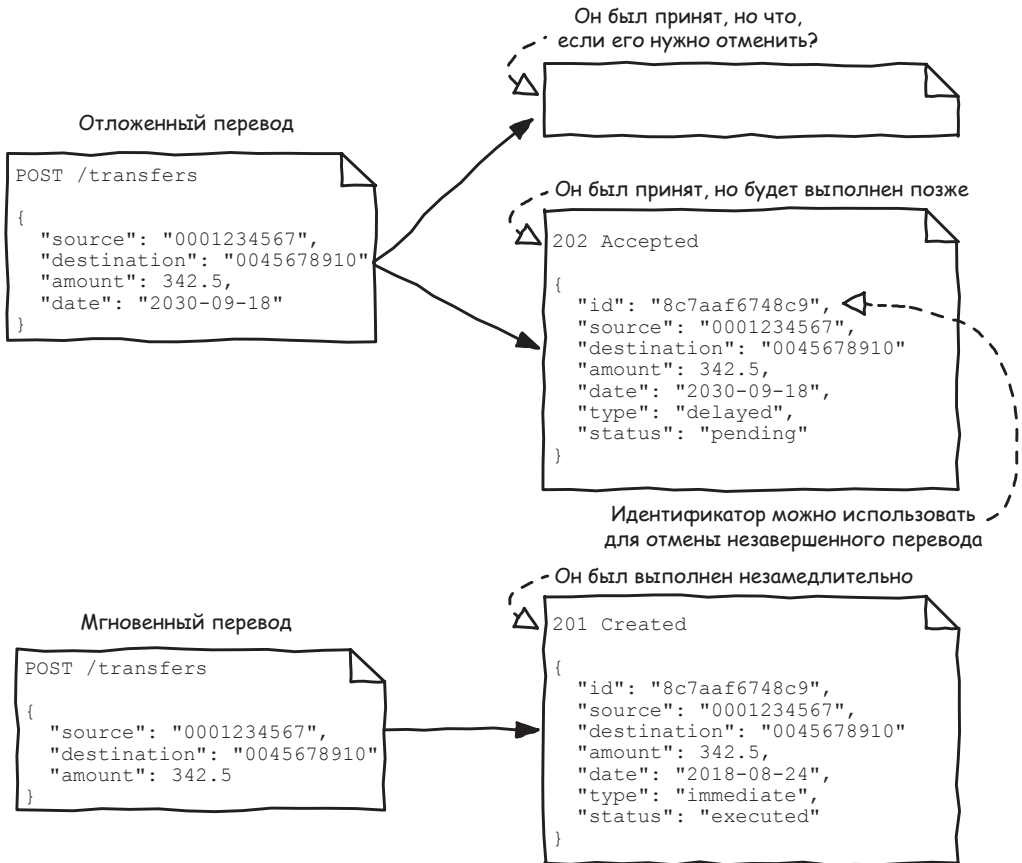 Он был принят, но что,
если его нужно отменить?
Отложенный перевод
POST /transfers
{
"source": "0001234567",
"destination": "0045678910"
"amount": 342.5,
"date": "2030-09-18"
}
Он был принят, но будет выполнен позже
202 Accepted
{
"id": "8c7aaf6748c9",
"source": "0001234567",
"destination": "0045678910"
"amount": 342.5,
"date": "2030-09-18",
"type": "delayed",
"status": "pending"
}
Идентификатор можно использовать
для отмены незавершенного перевода
Мгновенный перевод
POST /transfers
{
"source": "0001234567",
"destination": "0045678910"
"amount": 342.5
}
Он был выполнен незамедлительно
201 Created
{
"id": "8c7aaf6748c9",
"source": "0001234567",
"destination": "0045678910"
"amount": 342.5,
"date": "2018-08-24",
"type": "immediate",
"status": "executed"
}